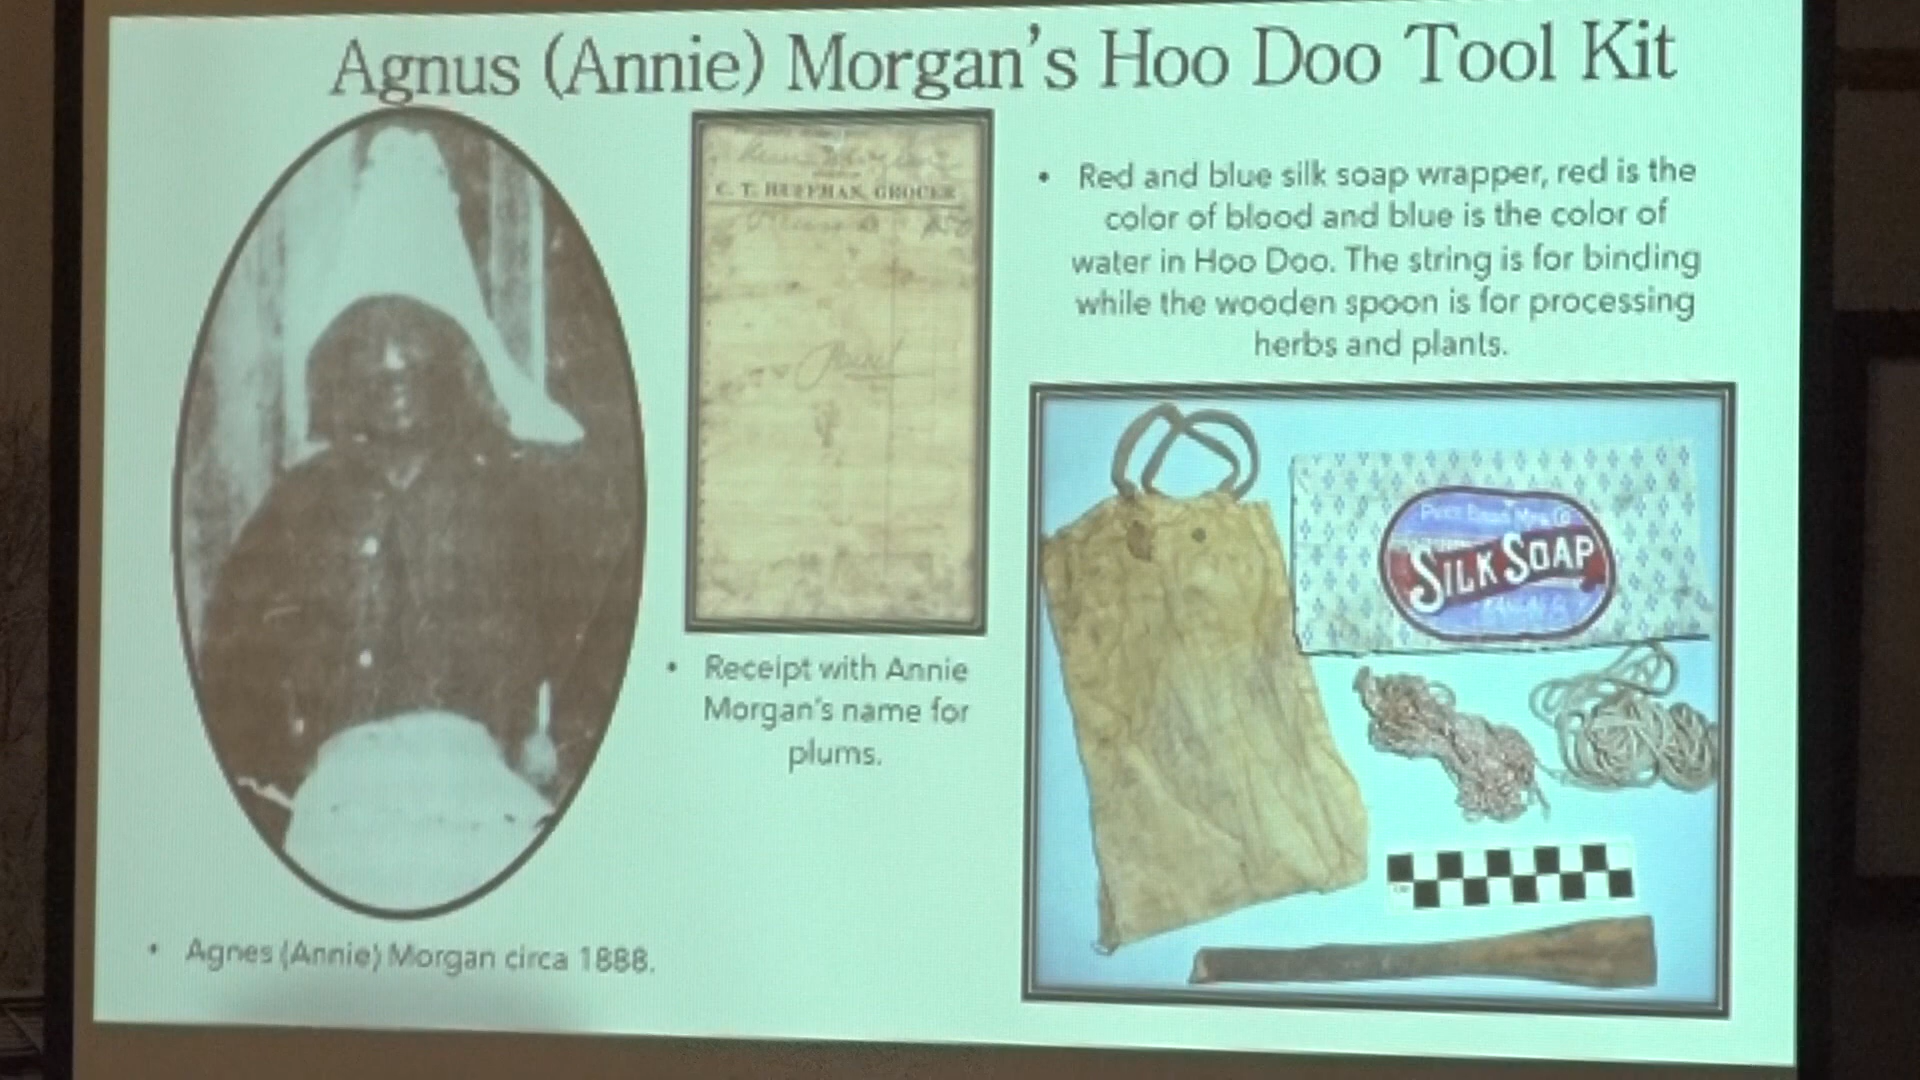 Agnus (Annie) Morgan's Hoo Doo Tool Kit
C. T. HUFFMAN, GROCER
• Red and blue silk soap wrapper, red is the
color of blood and blue is the color of
water in Hoo Doo. The string is for binding
while the wooden spoon is for processing
herbs and plants.
SILK SOAP
• Receipt with Annie
Morgan's name for
plums.
• Agnes (Annie) Morgan circa 1888.